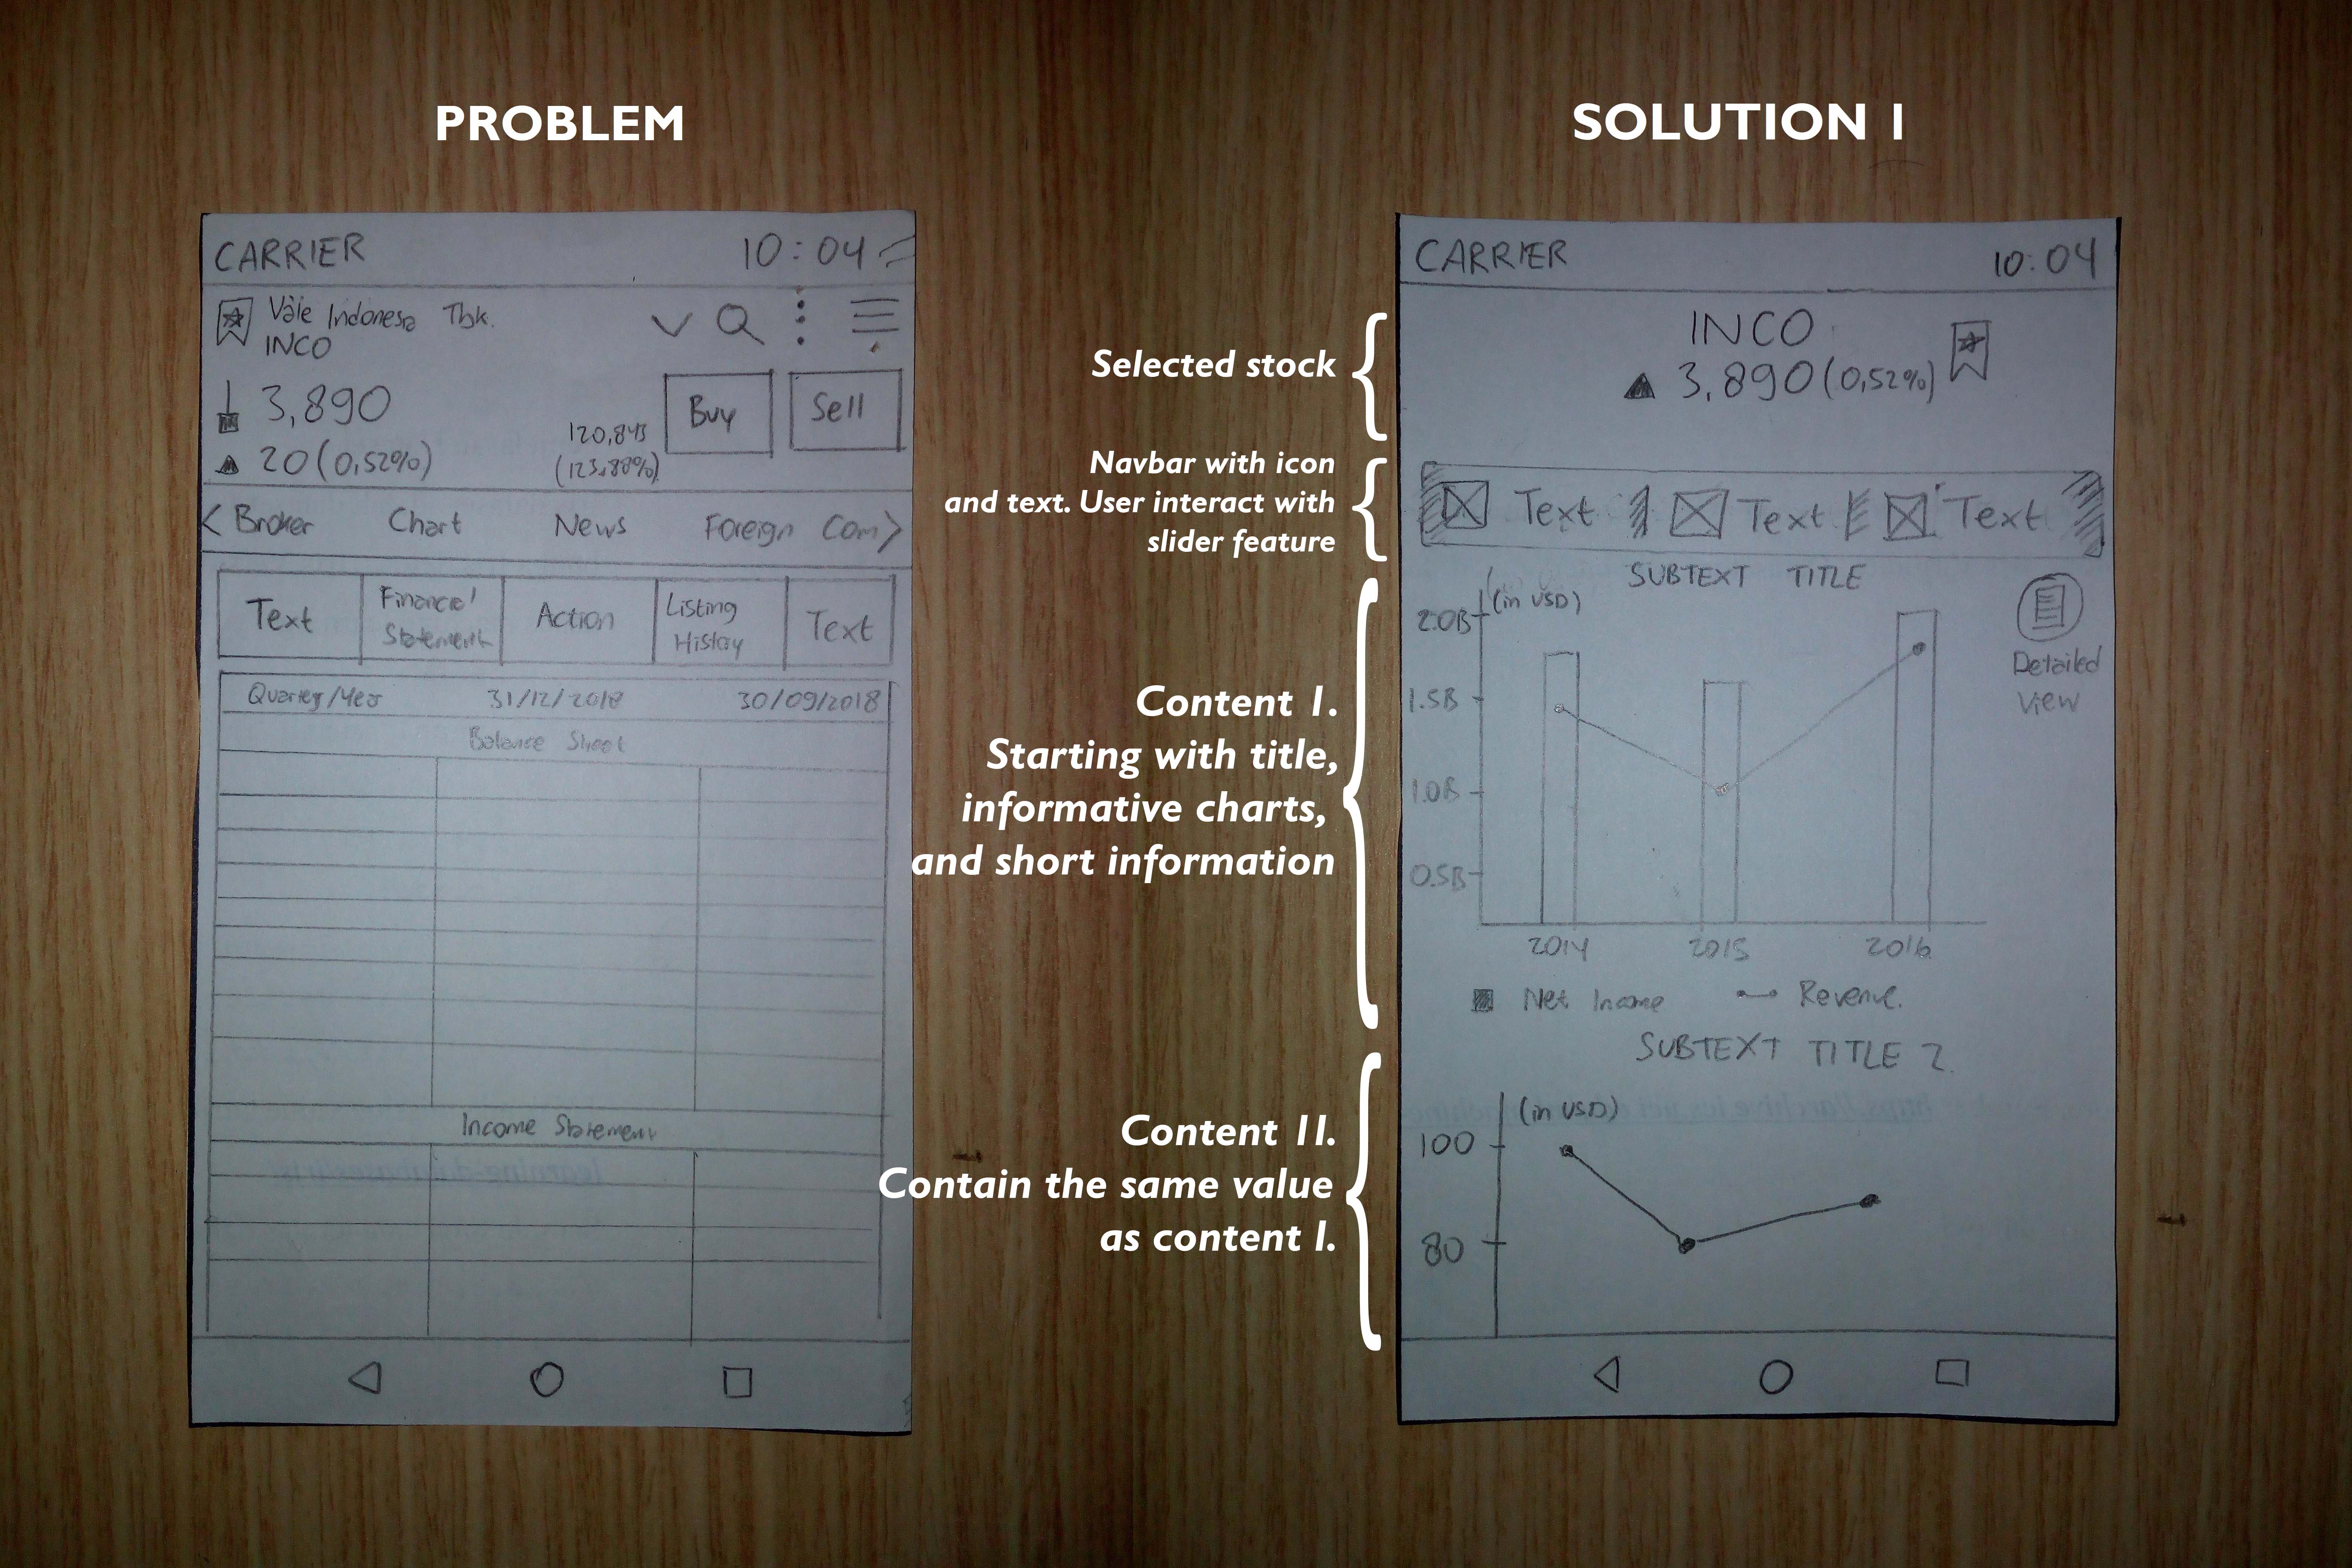 PROBLEM
CARRIER 10:04
Vale Indonesia Tbk.
INCO
3,890
Buy
Sell
120,843
20 (0,52%)
(123,88%)
< Broker Chart News Foreign Com >
Text
Financial
Statement
Action
Listing
History
Text
31/12/2018 30/09/2018
Balance Sheet
Income Statement
Selected stock
Navbar with icon
and text. User interact with
slider feature
Content I.
Starting with title,
informative charts,
and short information
Content II.
Contain the same value
as content I.
SOLUTION I
CARRIER 10:04
INCO
3,890 (0,52%)
Text Text Text
SUBTEXT TITLE
(in USD)
2.0B
1.5B
1.0B
0.5B
Detailed
View
2014 2015 2016
Net Income Revenue.
SUBTEXT TITLE 2.
(in USD)
100
80